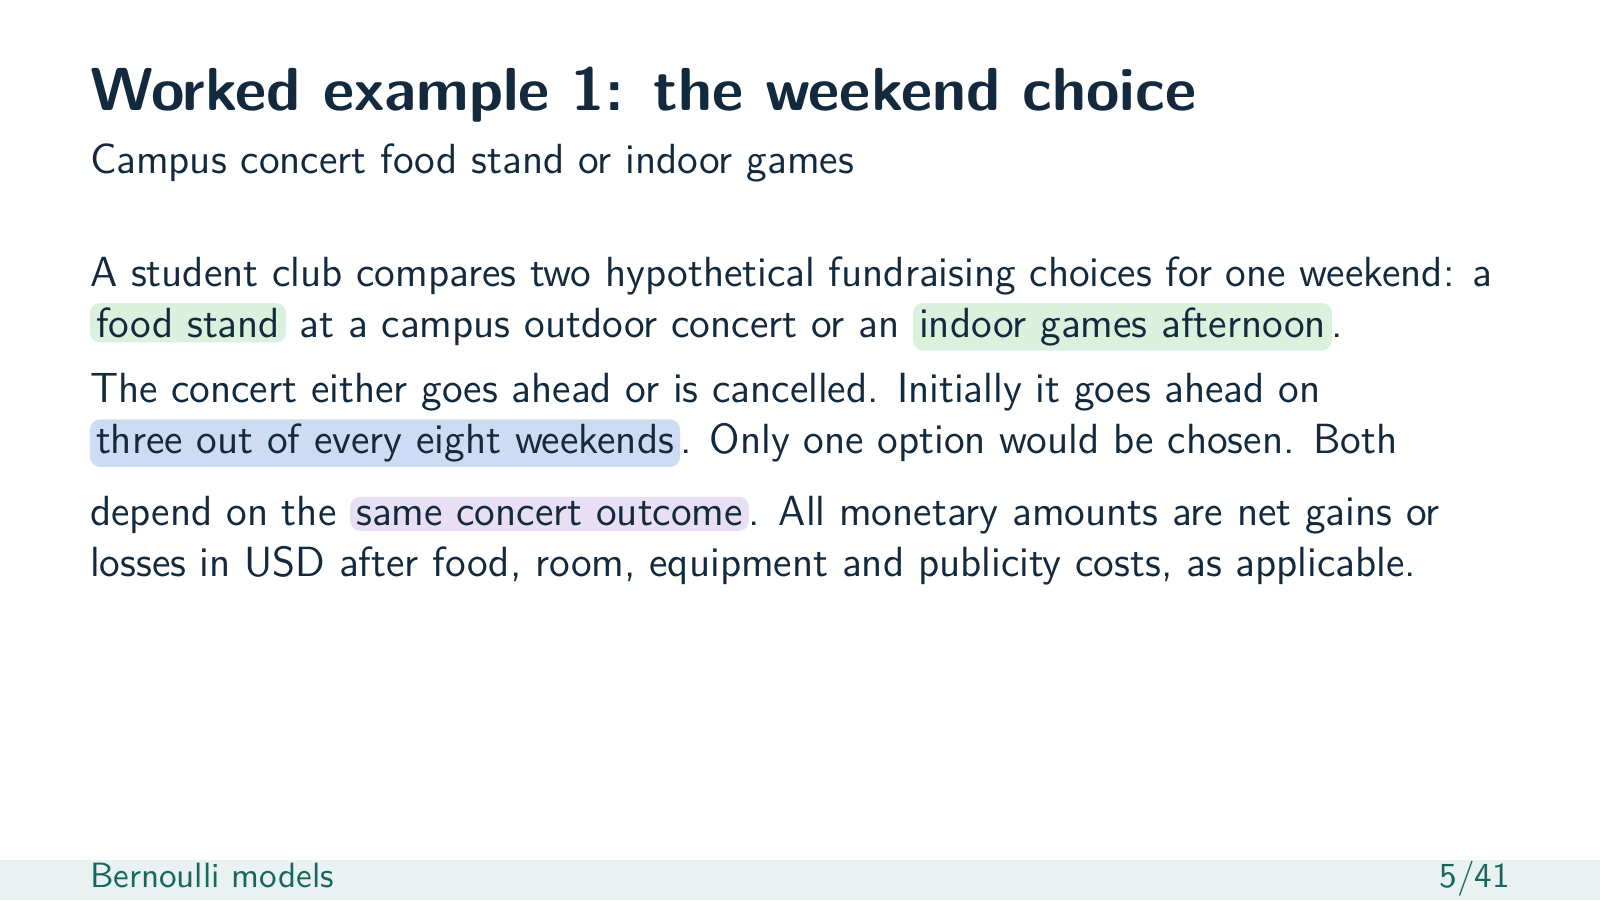 Worked example 1: the weekend choice
Campus concert food stand or indoor games
A student club compares two hypothetical fundraising choices for one weekend: a
food stand at a campus outdoor concert or an indoor games afternoon.
The concert either goes ahead or is cancelled. Initially it goes ahead on
three out of every eight weekends. Only one option would be chosen. Both
depend on the same concert outcome. All monetary amounts are net gains or
losses in USD after food, room, equipment and publicity costs, as applicable.
Bernoulli models
5/41